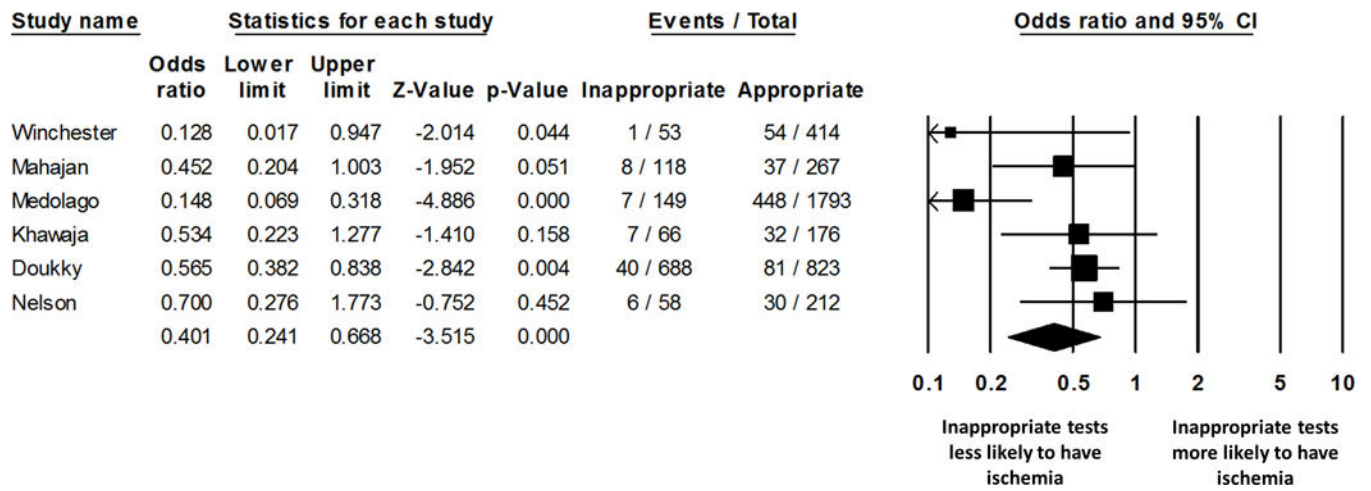 Study name Statistics for each study Events / Total Odds ratio and 95% CI
Odds Lower Upper
ratio limit limit Z-Value p-Value Inappropriate Appropriate
Winchester 0.128 0.017 0.947 -2.014 0.044 1 / 53 54 / 414
Mahajan 0.452 0.204 1.003 -1.952 0.051 8 / 118 37 / 267
Medolago 0.148 0.069 0.318 -4.886 0.000 7 / 149 448 / 1793
Khawaja 0.534 0.223 1.277 -1.410 0.158 7 / 66 32 / 176
Doukky 0.565 0.382 0.838 -2.842 0.004 40 / 688 81 / 823
Nelson 0.700 0.276 1.773 -0.752 0.452 6 / 58 30 / 212
0.401 0.241 0.668 -3.515 0.000
0.1 0.2 0.5 1 2 5 10
Inappropriate tests Inappropriate tests
less likely to have more likely to have
ischemia ischemia